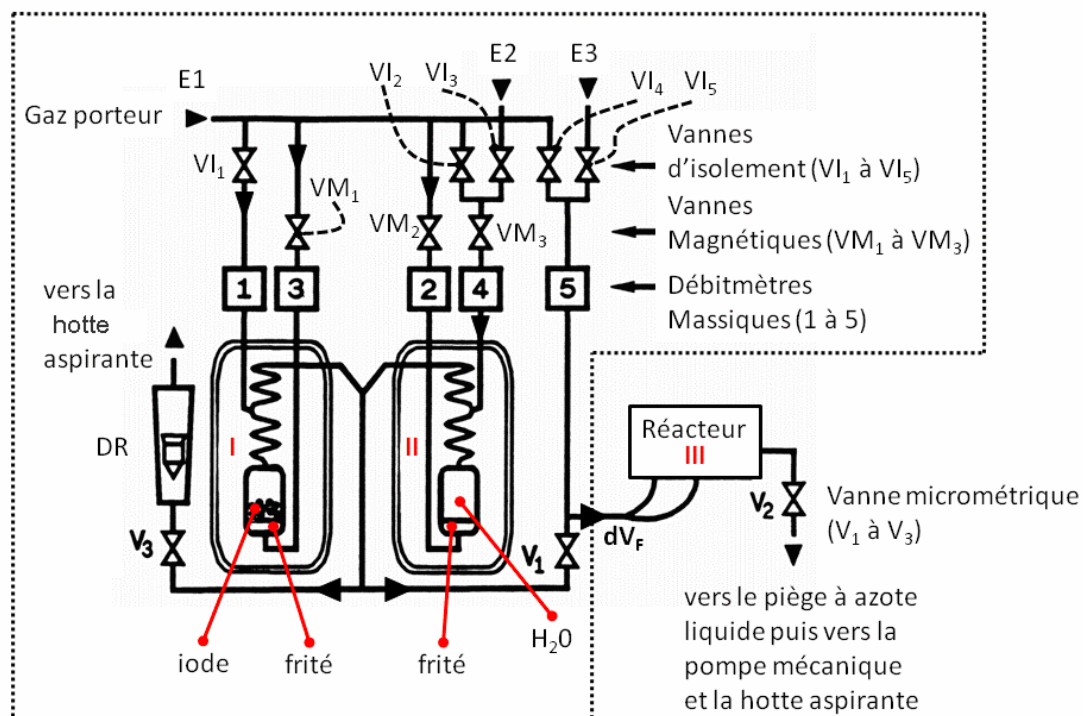 E1
Gaz porteur
VI₂
VI₃
E2
E3
VI₄
VI₅
Vannes
d'isolement (VI₁ à VI₅)
VI₁
VM₁
VM₂
VM₃
Vannes
Magnétiques (VM₁ à VM₃)
1
3
2
4
5
Débitmètres
Massiques (1 à 5)
vers la
hotte
aspirante
DR
I
II
Réacteur
III
V₃
V₁
dV_F
V₂
Vanne micrométrique
(V₁ à V₃)
iode
frité
frité
H₂0
vers le piège à azote
liquide puis vers la
pompe mécanique
et la hotte aspirante